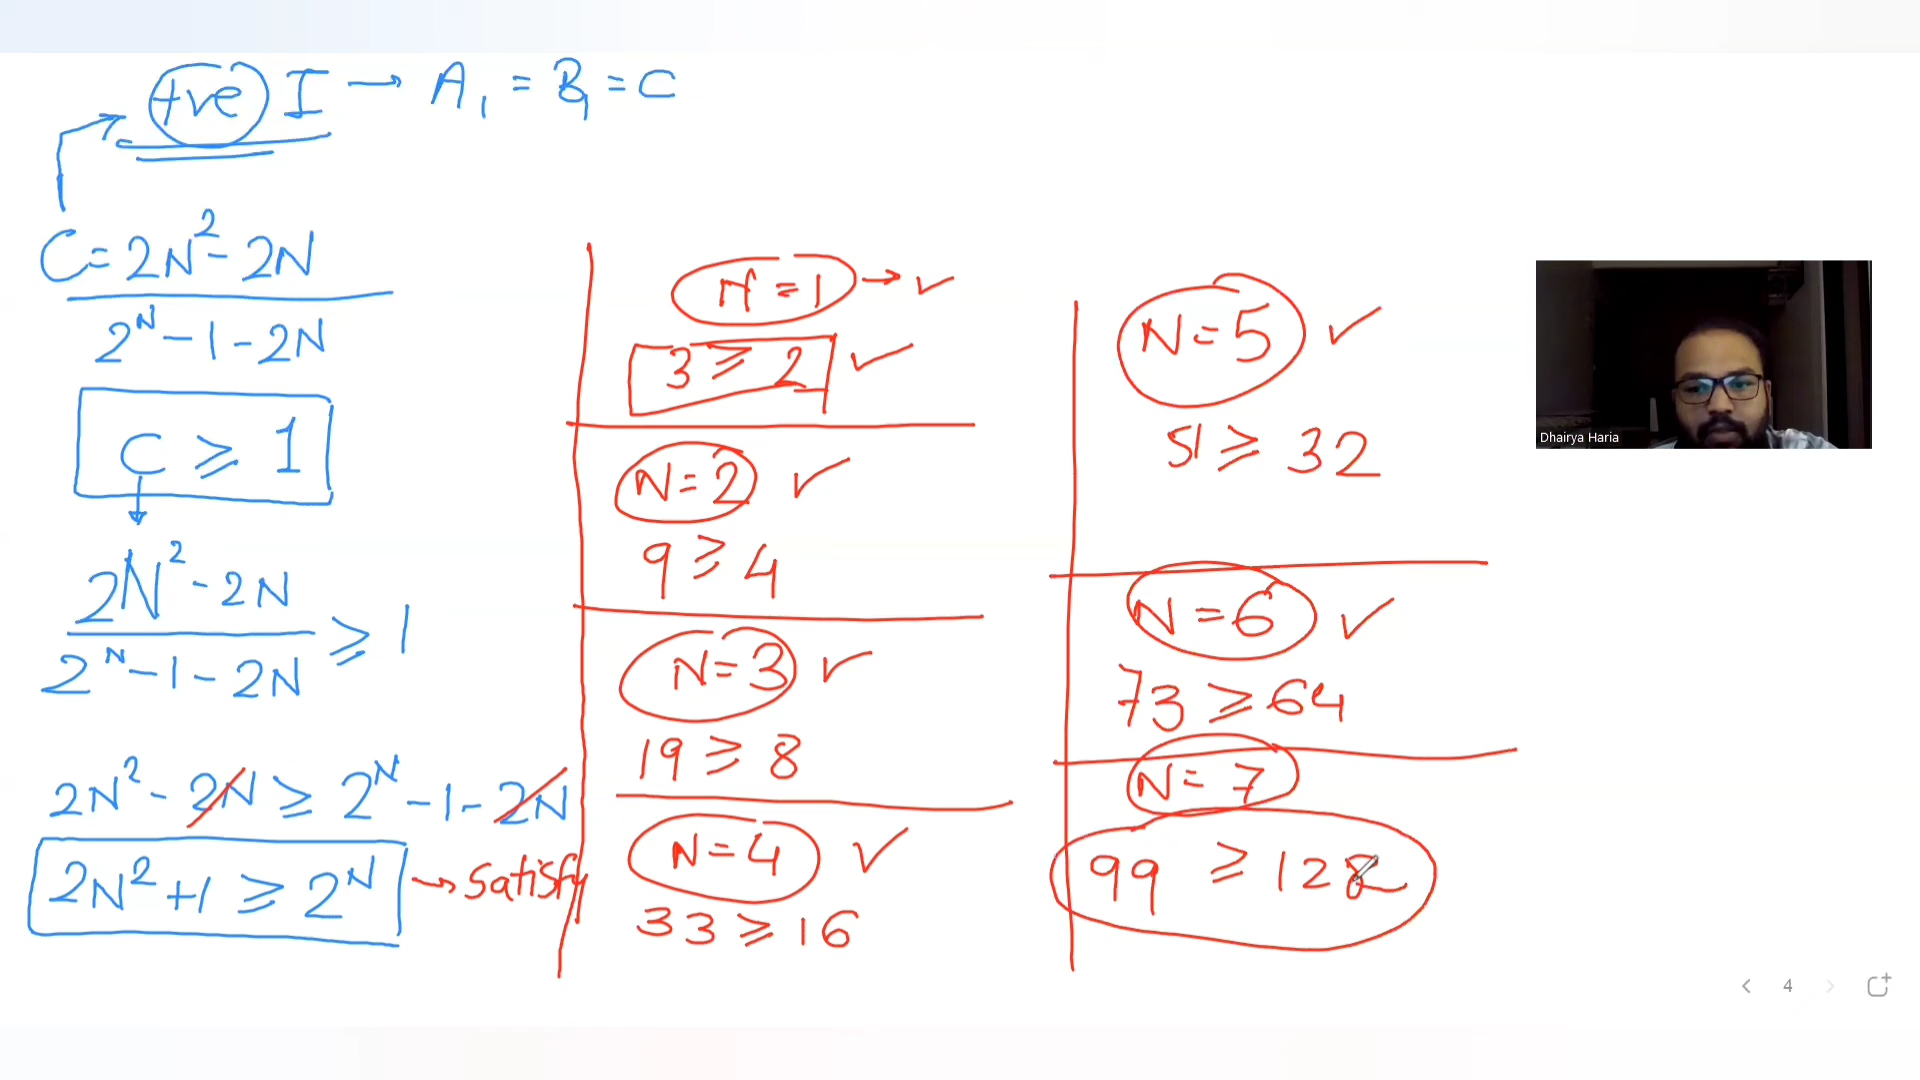 +ve I → A₁ = B₁ = C
C = 2N² - 2N
2^N - 1 - 2N
C ⩾ 1
2N² - 2N
2^N - 1 - 2N ⩾ 1
2N² - 2N ⩾ 2^N - 1 - 2N
2N² + 1 ⩾ 2^N → satisfy
N = 1 → ✓
3 ⩾ 2 ✓
N = 2 ✓
9 ⩾ 4
N = 3 ✓
19 ⩾ 8
N = 4 ✓
33 ⩾ 16
N = 5 ✓
51 ⩾ 32
N = 6 ✓
73 ⩾ 64
N = 7
99 ⩾ 128
Dhairya Haria
4